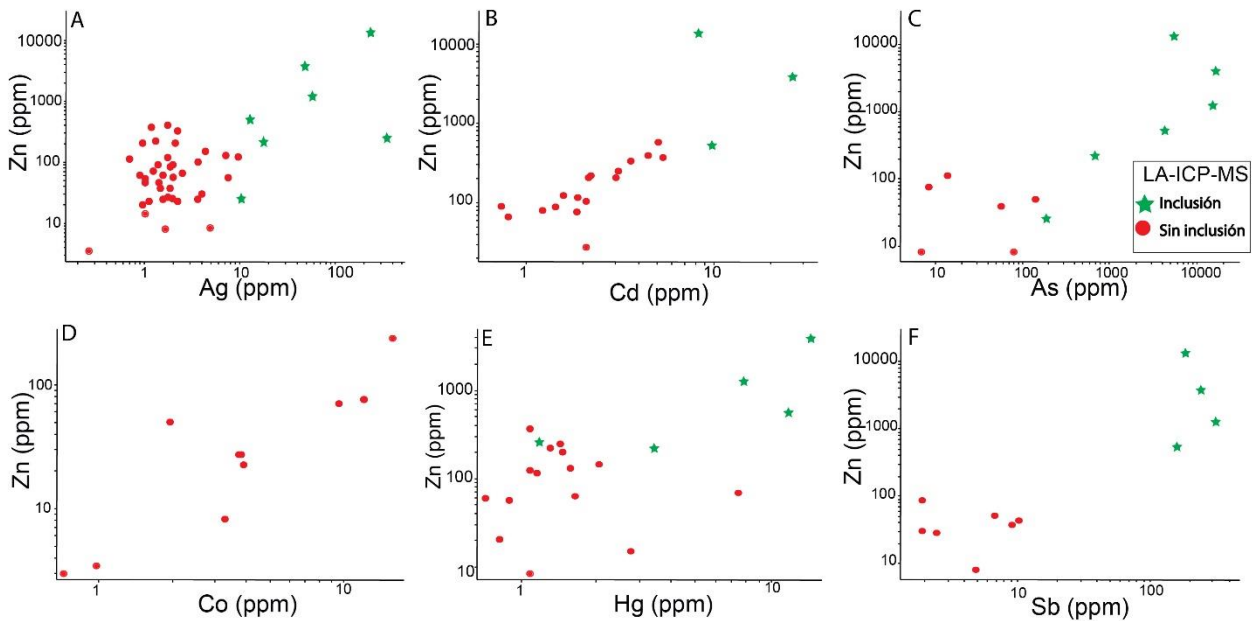 A
Zn (ppm)
10000
1000
100
10
1
10
100
Ag (ppm)
B
Zn (ppm)
10000
1000
100
1
10
Cd (ppm)
C
Zn (ppm)
10000
1000
100
10
10
100
1000
10000
As (ppm)
LA-ICP-MS
Inclusión
Sin inclusión
D
Zn (ppm)
100
10
1
10
Co (ppm)
E
Zn (ppm)
1000
100
10
1
10
Hg (ppm)
F
Zn (ppm)
10000
1000
100
10
10
100
Sb (ppm)